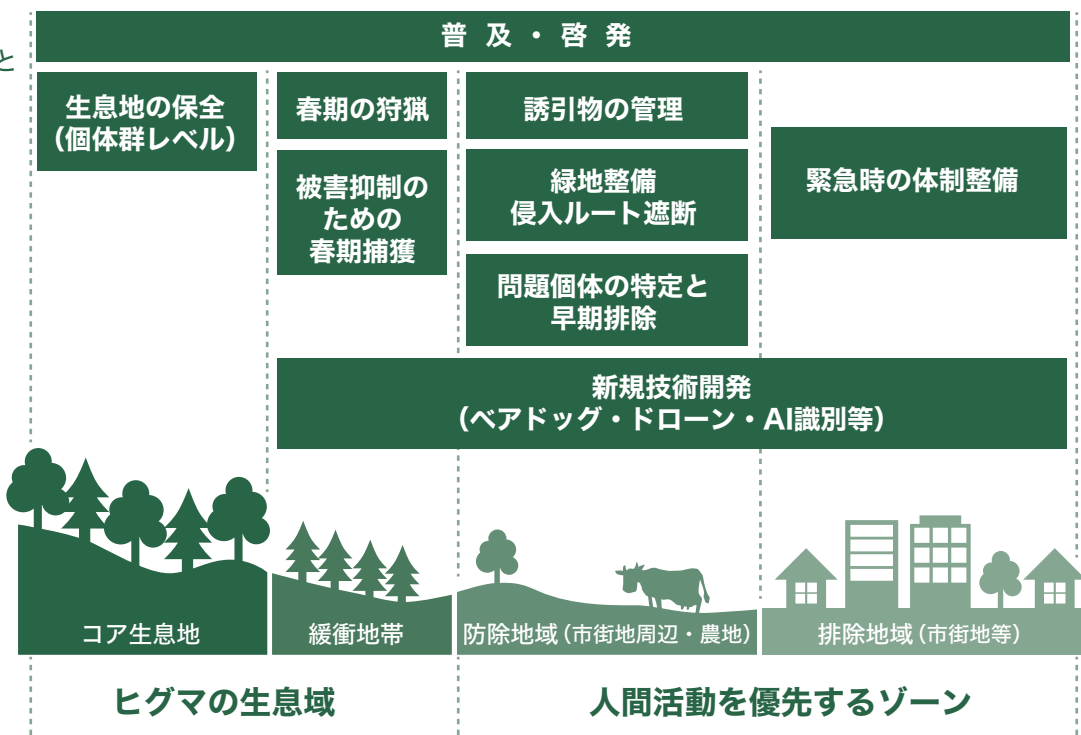 普及・啓発
と
生息地の保全
（個体群レベル）
春期の狩猟
被害抑制の
ための
春期捕獲
誘引物の管理
緑地整備
侵入ルート遮断
問題個体の特定と
早期排除
緊急時の体制整備
新規技術開発
（ベアドッグ・ドローン・AI識別等）
コア生息地
緩衝地帯
防除地域（市街地周辺・農地）
排除地域（市街地等）
ヒグマの生息域
人間活動を優先するゾーン